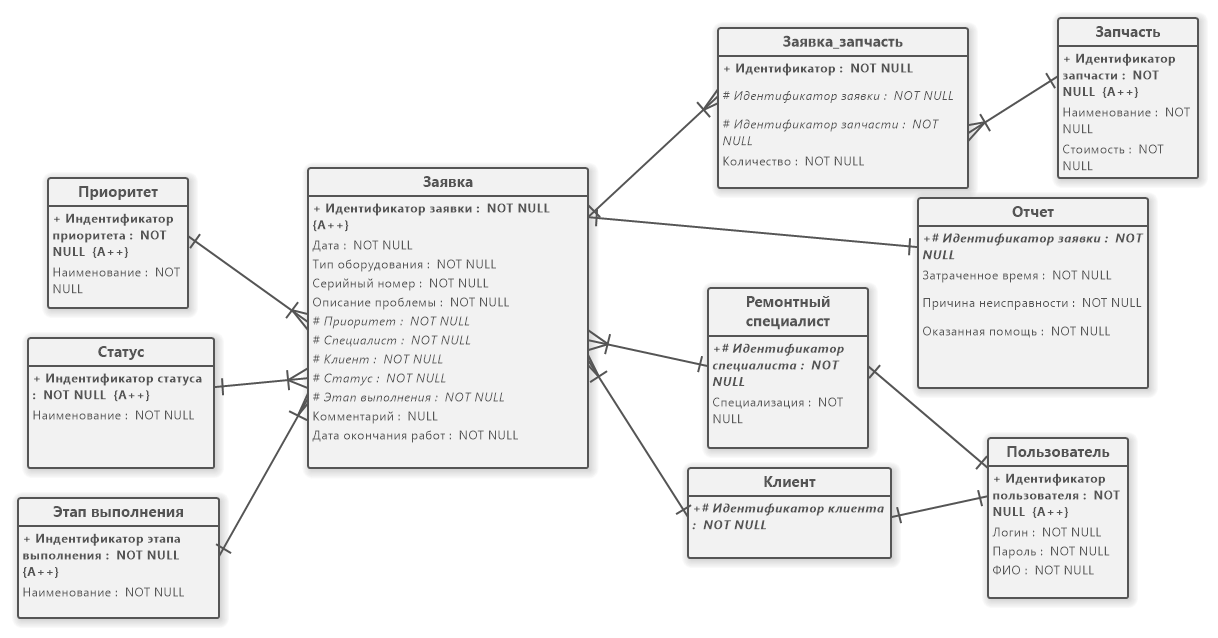 Заявка_запчасть
+ Идентификатор : NOT NULL
# Идентификатор заявки : NOT NULL
# Идентификатор запчасти : NOT
NULL
Количество : NOT NULL
Запчасть
+ Идентификатор
запчасти : NOT
NULL {A++}
Наименование : NOT
NULL
Стоимость : NOT
NULL
Приоритет
+ Индентификатор
приоритета : NOT
NULL {A++}
Наименование : NOT
NULL
Заявка
+ Идентификатор заявки : NOT NULL
{A++}
Дата : NOT NULL
Тип оборудования : NOT NULL
Серийный номер : NOT NULL
Описание проблемы : NOT NULL
# Приоритет : NOT NULL
# Специалист : NOT NULL
# Клиент : NOT NULL
# Статус : NOT NULL
# Этап выполнения : NOT NULL
Комментарий : NULL
Дата окончания работ : NOT NULL
Отчет
+# Идентификатор заявки : NOT
NULL
Затраченное время : NOT NULL
Причина неисправности : NOT NULL
Оказанная помощь : NOT NULL
Статус
+ Индентификатор статуса
: NOT NULL {A++}
Наименование : NOT NULL
Ремонтный
специалист
+# Идентификатор
специалиста : NOT
NULL
Специализация : NOT
NULL
Этап выполнения
+ Индентификатор этапа
выполнения : NOT NULL
{A++}
Наименование : NOT NULL
Клиент
+# Идентификатор клиента
: NOT NULL
Пользователь
+ Идентификатор
пользователя : NOT
NULL {A++}
Логин : NOT NULL
Пароль : NOT NULL
ФИО : NOT NULL